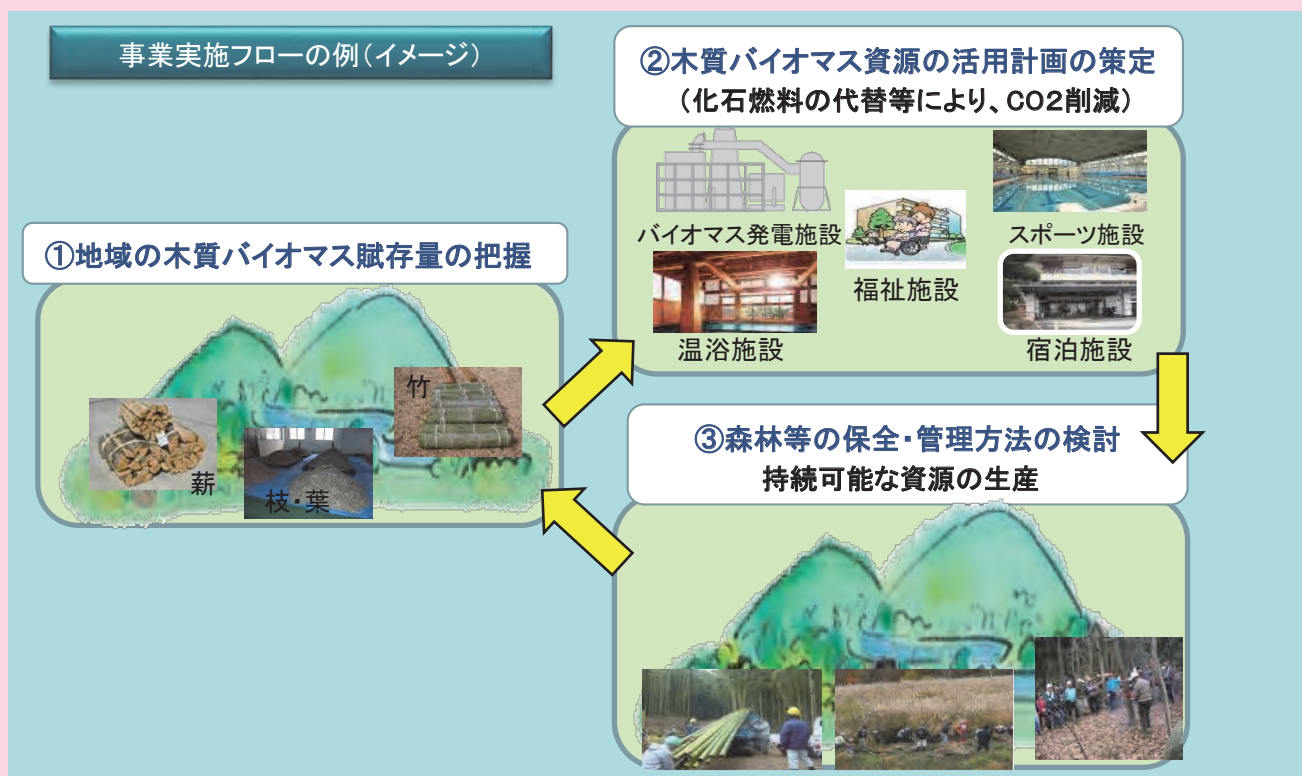 事業実施フローの例(イメージ)
①地域の木質バイオマス賦存量の把握
薪
枝・葉
竹
②木質バイオマス資源の活用計画の策定
(化石燃料の代替等により、CO2削減)
バイオマス発電施設
スポーツ施設
福祉施設
温浴施設
宿泊施設
③森林等の保全・管理方法の検討
持続可能な資源の生産